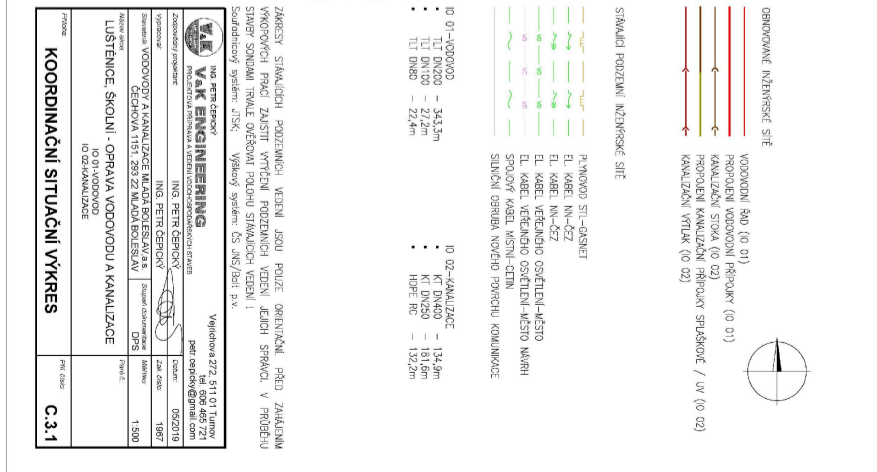 OBNOVOVANÉ INŽENÝRSKÉ SÍTĚ
VODOVODNÍ ŘAD (IO 01)
PROPOJENÍ VODOVODNÍ PŘÍPOJKY (IO 01)
KANALIZAČNÍ STOKA (IO 02)
PROPOJENÍ KANALIZAČNÍ PŘÍPOJKY SPLAŠKOVÉ / UV (IO 02)
KANALIZAČNÍ VÝTLAK (IO 02)
STÁVAJÍCÍ PODZEMNÍ INŽENÝRSKÉ SÍTĚ
PLYNOVOD STL-GASNET
EL. KABEL NN-ČEZ
EL. KABEL NN-ČEZ
EL. KABEL VEŘEJNÉHO OSVĚTLENÍ-MĚSTO
EL. KABEL VEŘEJNÉHO OSVĚTLENÍ-MĚSTO NÁVRH
SPOJOVÝ KABEL MÍSTNÍ-CETIN
SILNIČNÍ OBRUBA NOVÉHO POVRCHU KOMUNIKACE
IO 01-VODOVOD
• TLT DN200 - 343,3m
• TLT DN100 - 27,2m
• TLT DN80 - 22,4m
IO 02-KANALIZACE
• KT DN400 - 134,9m
• KT DN250 - 181,6m
• HDPE RC - 132,2m
ZÁKRESY STÁVAJÍCÍCH PODZEMNÍCH VEDENÍ JSOU POUZE ORIENTAČNÍ. PŘED ZAHÁJENÍM
VÝKOPOVÝCH PRACÍ ZAJISTIT VYTÝČENÍ PODZEMNÍCH VEDENÍ JEJICH SPRÁVCI. V PRŮBĚHU
STAVBY SONDAMI TRVALE OVĚŘOVAT POLOHU STÁVAJÍCÍCH VEDENÍ !
Souřadnicový systém: JTSK; Výškový systém: ČS JNS/Balt p.v.
V&K
ING. PETR ČEPICKÝ
V&K ENGINEERING
PROJEKTOVÁ PŘÍPRAVA A VEDENÍ VODOHOSPODÁŘSKÝCH STAVEB
Vejrichova 272, 511 01 Turnov
tel. 606 465 721
petr.cepicky@gmail.com
Zodpovědný projektant: ING. PETR ČEPICKÝ Datum: 05/2019
Vypracoval: ING. PETR ČEPICKÝ Zak. číslo: 1967
Stavebník: VODOVODY A KANALIZACE MLADÁ BOLESLAV,a.s.
ČECHOVA 1151, 293 22 MLADÁ BOLESLAV
Stupeň dokumentace: DPS
Měřítko: 1:500
Název akce: LUŠTĚNICE, ŠKOLNÍ - OPRAVA VODOVODU A KANALIZACE
IO 01-VODOVOD
IO 02-KANALIZACE
Paré č.:
Příloha: KOORDINAČNÍ SITUAČNÍ VÝKRES
Příl. číslo: C.3.1